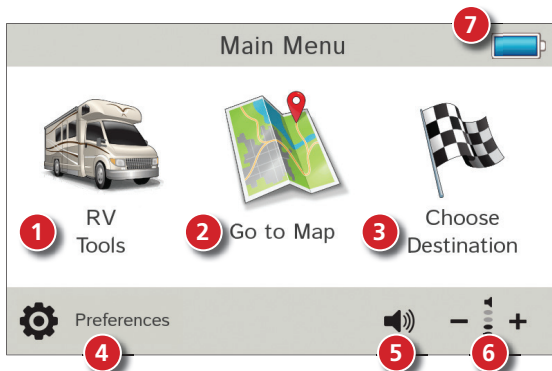 7
Main Menu
1
RV
Tools
2
Go to Map
3
Choose
Destination
Preferences
4
5
− +
6